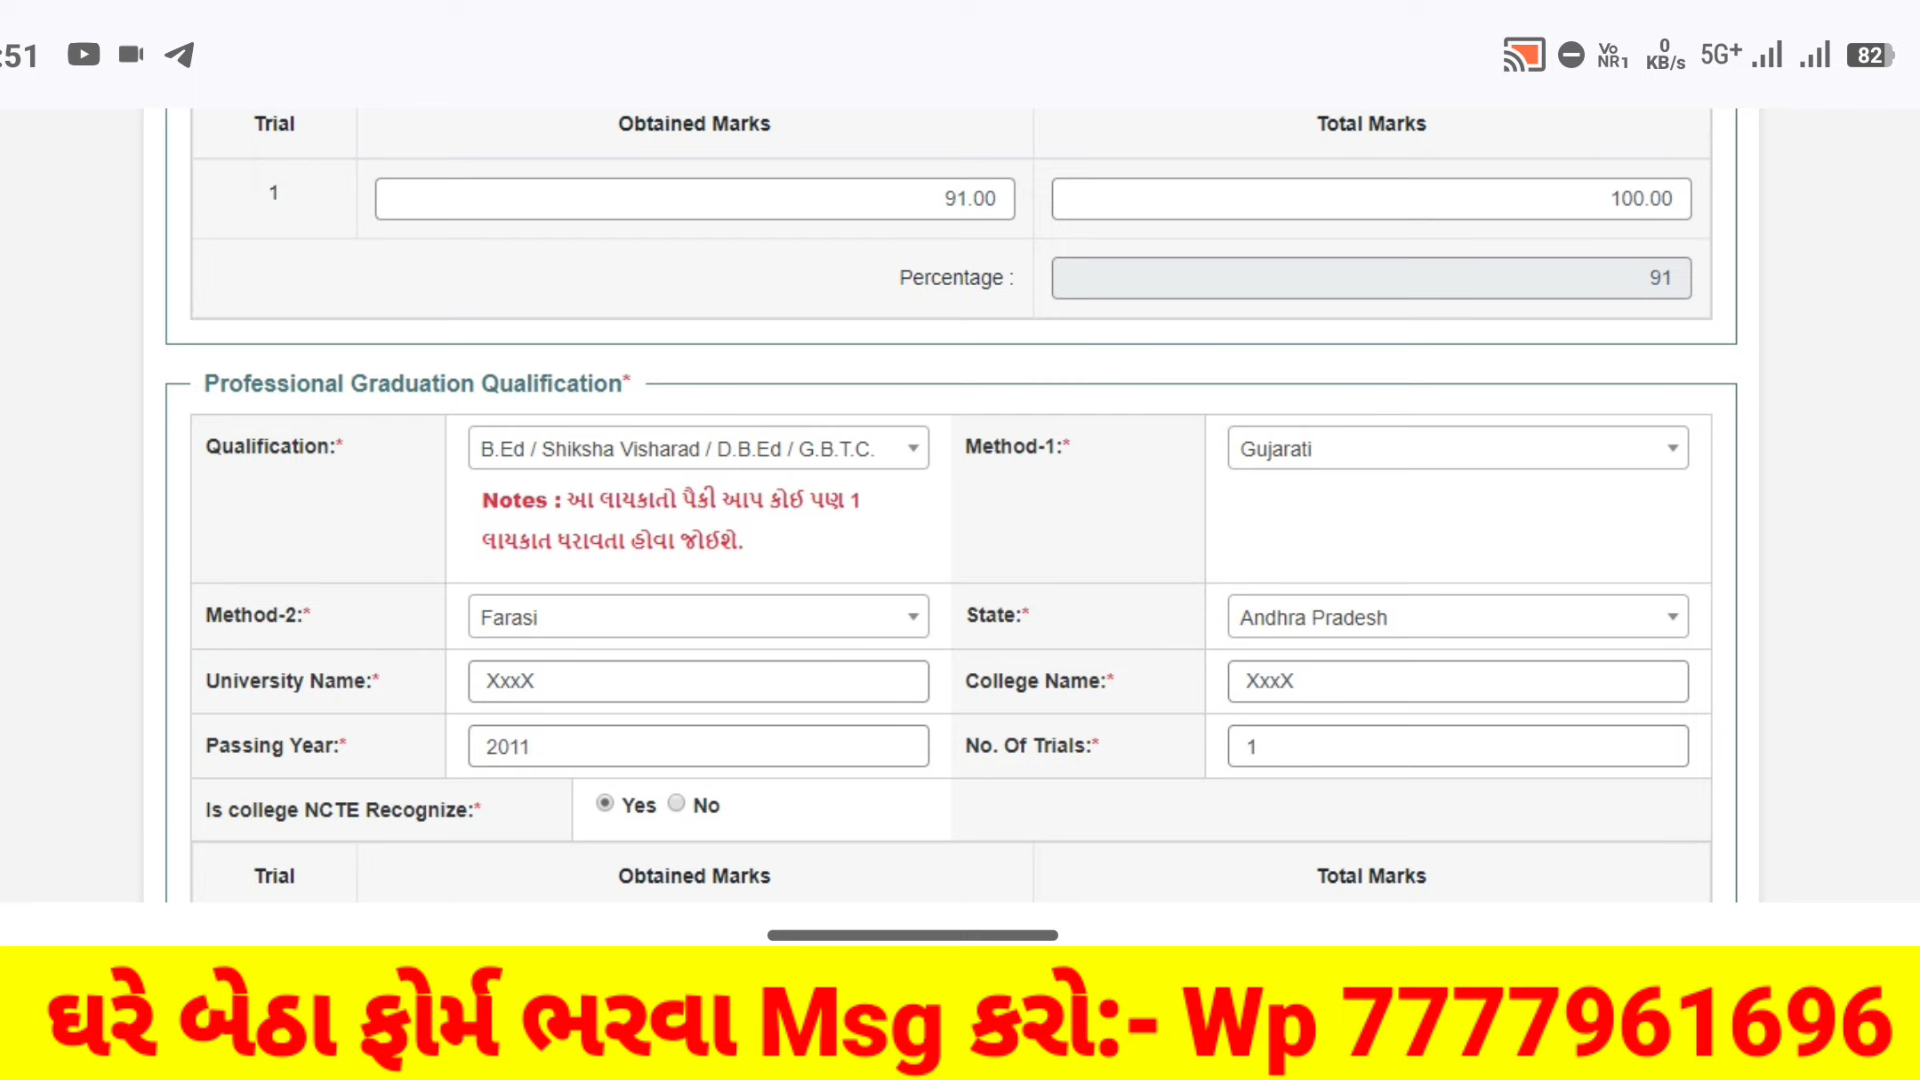 :51
Vo
NR1
0
KB/s
5G+
82
Trial Obtained Marks Total Marks
1 91.00 100.00
Percentage : 91
Professional Graduation Qualification*
Qualification:* B.Ed / Shiksha Visharad / D.B.Ed / G.B.T.C. Method-1:* Gujarati
Notes : આ લાયકાતો પૈકી આપ કોઈ પણ 1
લાયકાત ધરાવતા હોવા જોઈશે.
Method-2:* Farasi State:* Andhra Pradesh
University Name:* XxxX College Name:* XxxX
Passing Year:* 2011 No. Of Trials:* 1
Is college NCTE Recognize:* Yes No
Trial Obtained Marks Total Marks
ઘરે બેઠા ફોર્મ ભરવા Msg કરો:- Wp 7777961696